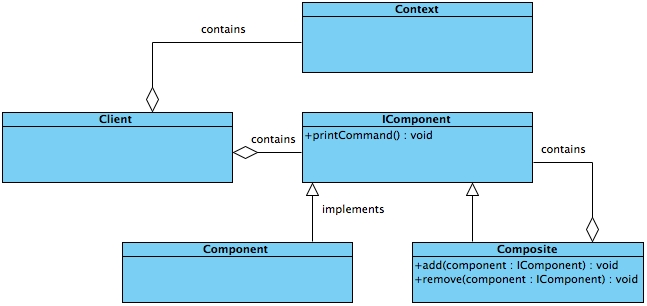 Context
contains
Client
IComponent
+printCommand() : void
contains
contains
implements
Component
Composite
+add(component : IComponent) : void
+remove(component : IComponent) : void